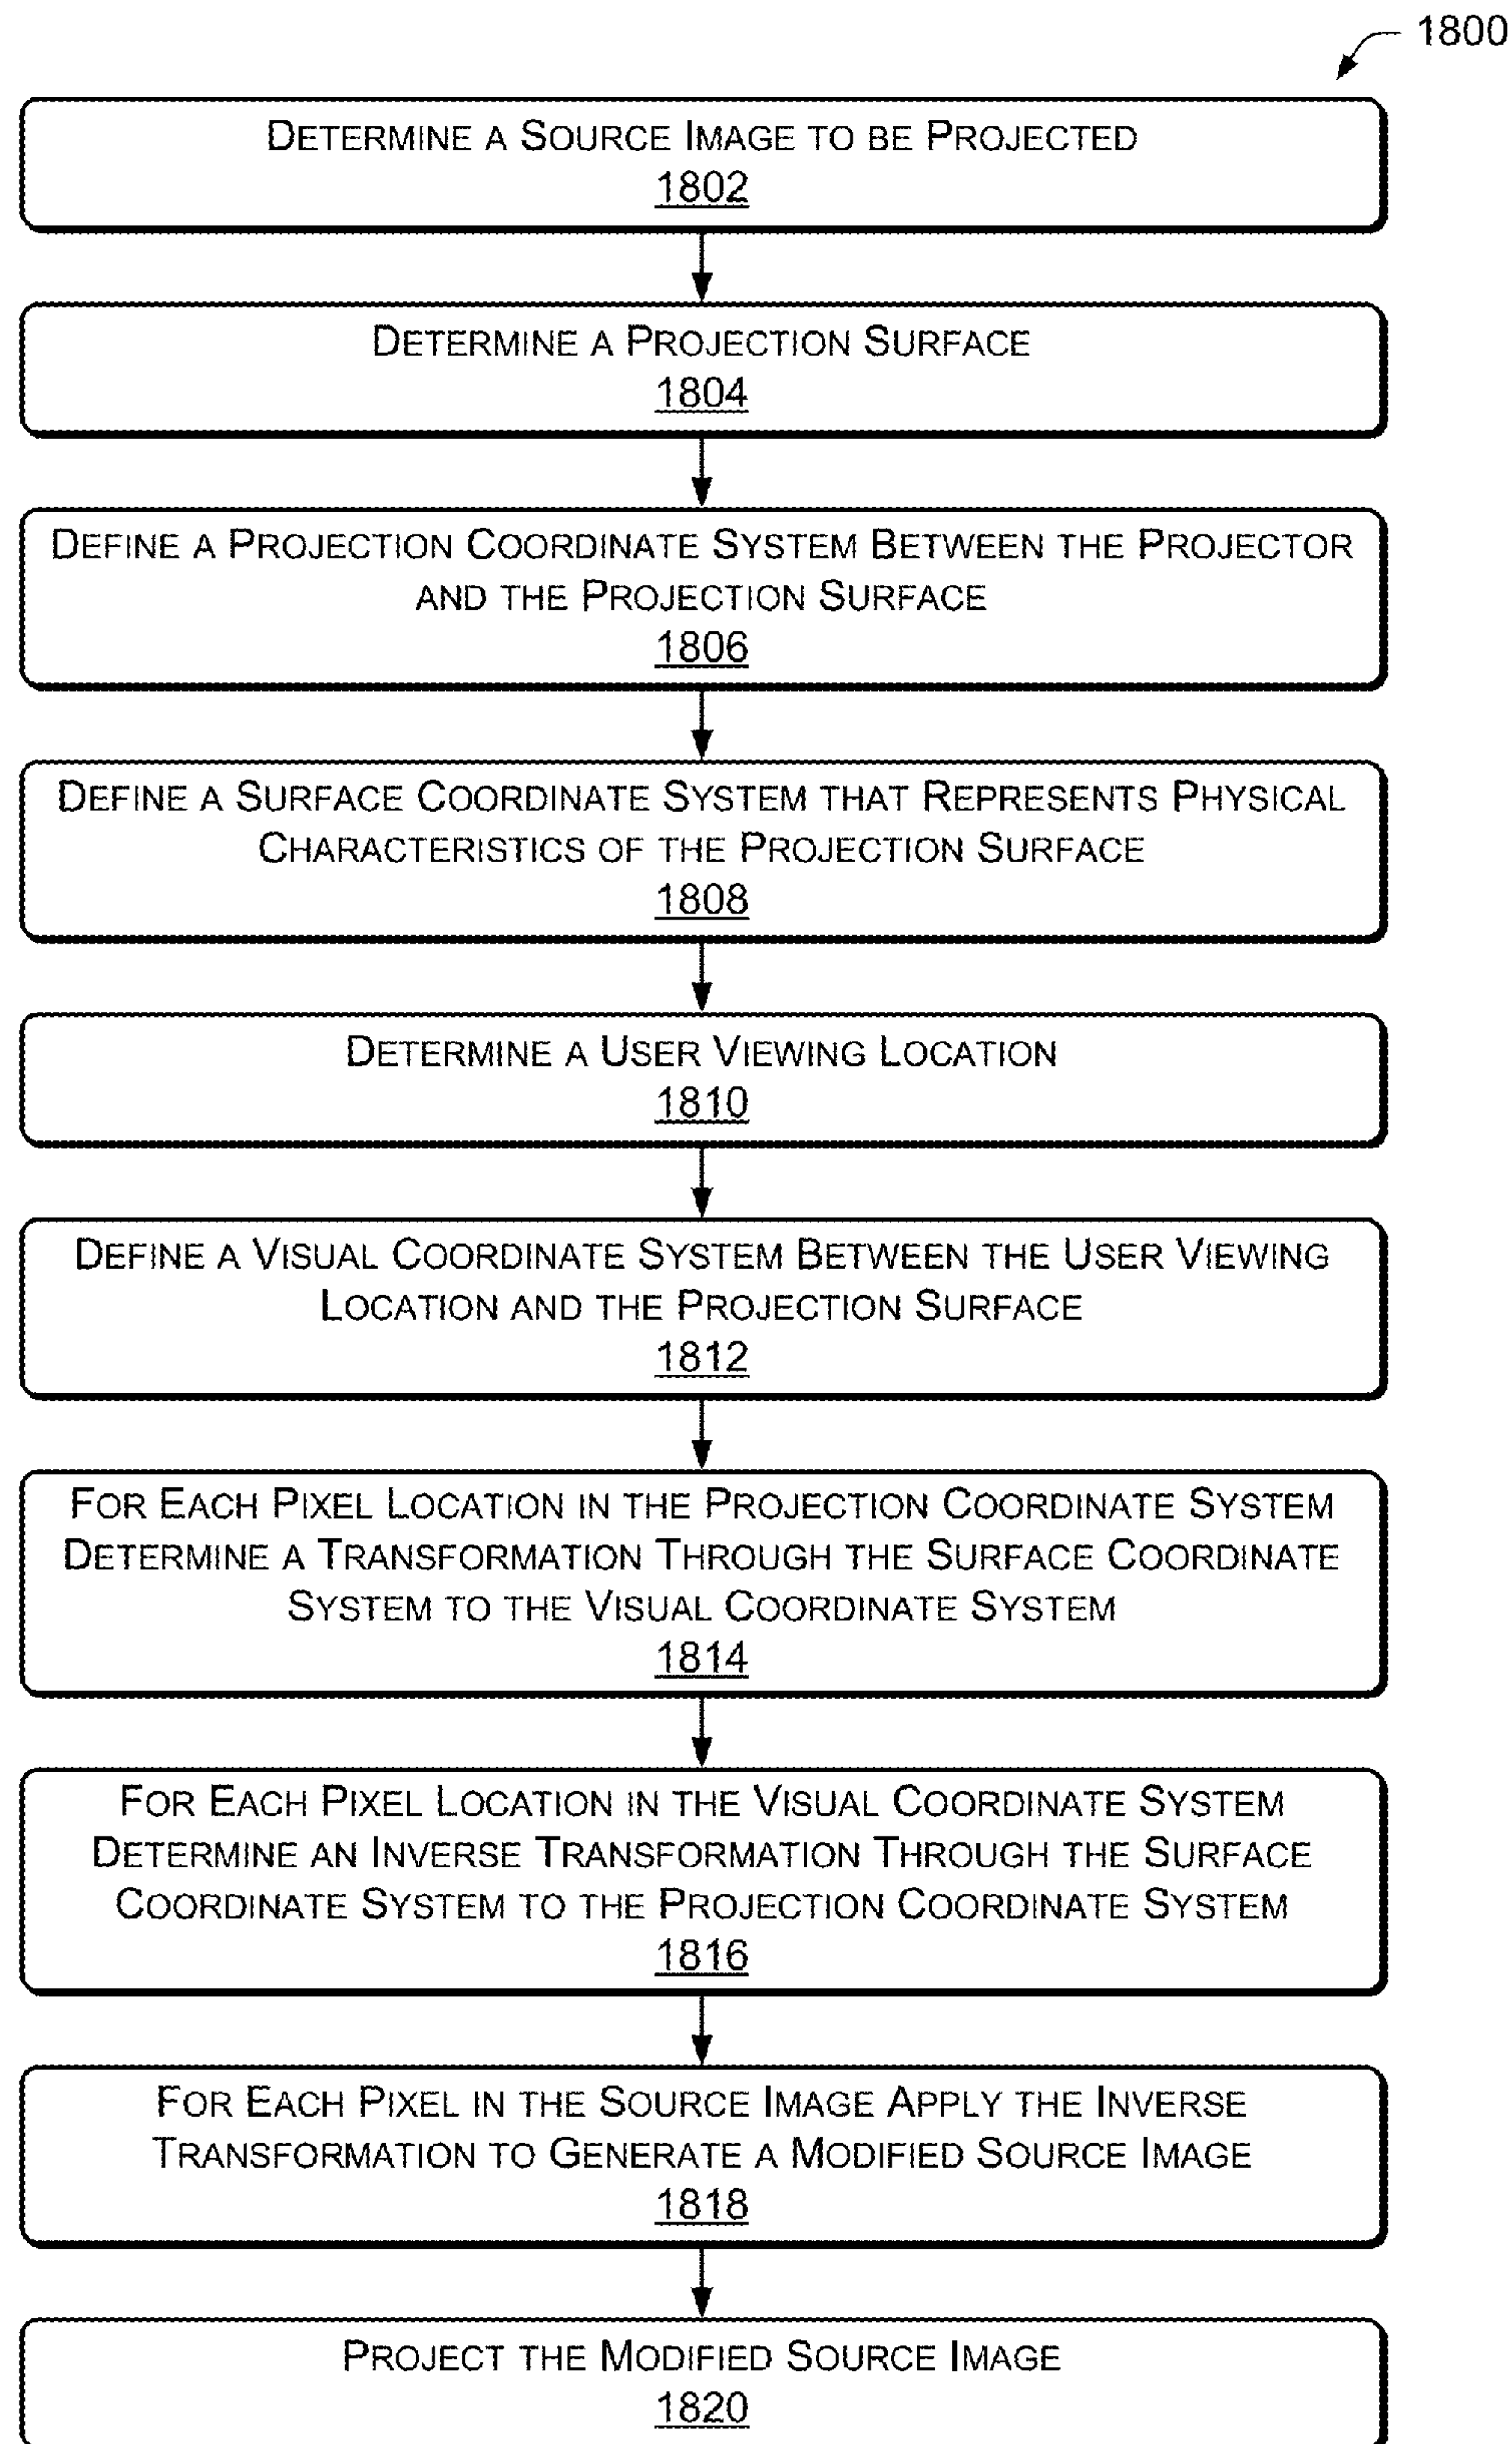 1800
DETERMINE A SOURCE IMAGE TO BE PROJECTED
1802
DETERMINE A PROJECTION SURFACE
1804
DEFINE A PROJECTION COORDINATE SYSTEM BETWEEN THE PROJECTOR
AND THE PROJECTION SURFACE
1806
DEFINE A SURFACE COORDINATE SYSTEM THAT REPRESENTS PHYSICAL
CHARACTERISTICS OF THE PROJECTION SURFACE
1808
DETERMINE A USER VIEWING LOCATION
1810
DEFINE A VISUAL COORDINATE SYSTEM BETWEEN THE USER VIEWING
LOCATION AND THE PROJECTION SURFACE
1812
FOR EACH PIXEL LOCATION IN THE PROJECTION COORDINATE SYSTEM
DETERMINE A TRANSFORMATION THROUGH THE SURFACE COORDINATE
SYSTEM TO THE VISUAL COORDINATE SYSTEM
1814
FOR EACH PIXEL LOCATION IN THE VISUAL COORDINATE SYSTEM
DETERMINE AN INVERSE TRANSFORMATION THROUGH THE SURFACE
COORDINATE SYSTEM TO THE PROJECTION COORDINATE SYSTEM
1816
FOR EACH PIXEL IN THE SOURCE IMAGE APPLY THE INVERSE
TRANSFORMATION TO GENERATE A MODIFIED SOURCE IMAGE
1818
PROJECT THE MODIFIED SOURCE IMAGE
1820